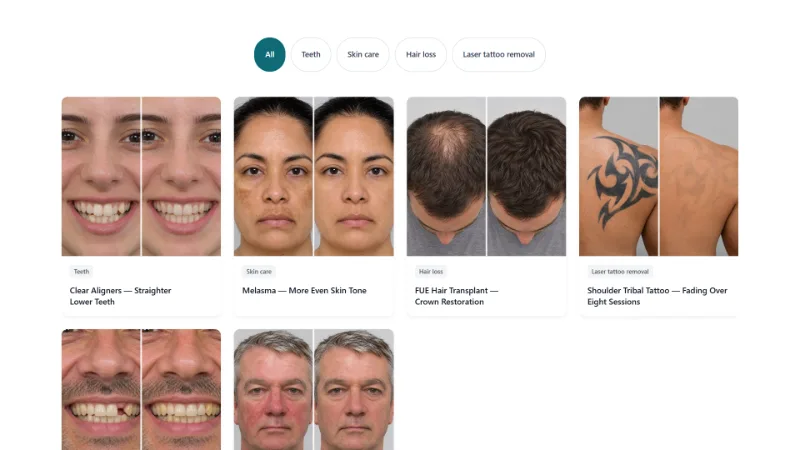 All
Teeth
Skin care
Hair loss
Laser tattoo removal
Teeth
Clear Aligners — Straighter
Lower Teeth
Skin care
Melasma — More Even Skin Tone
Hair loss
FUE Hair Transplant —
Crown Restoration
Laser tattoo removal
Shoulder Tribal Tattoo — Fading Over
Eight Sessions